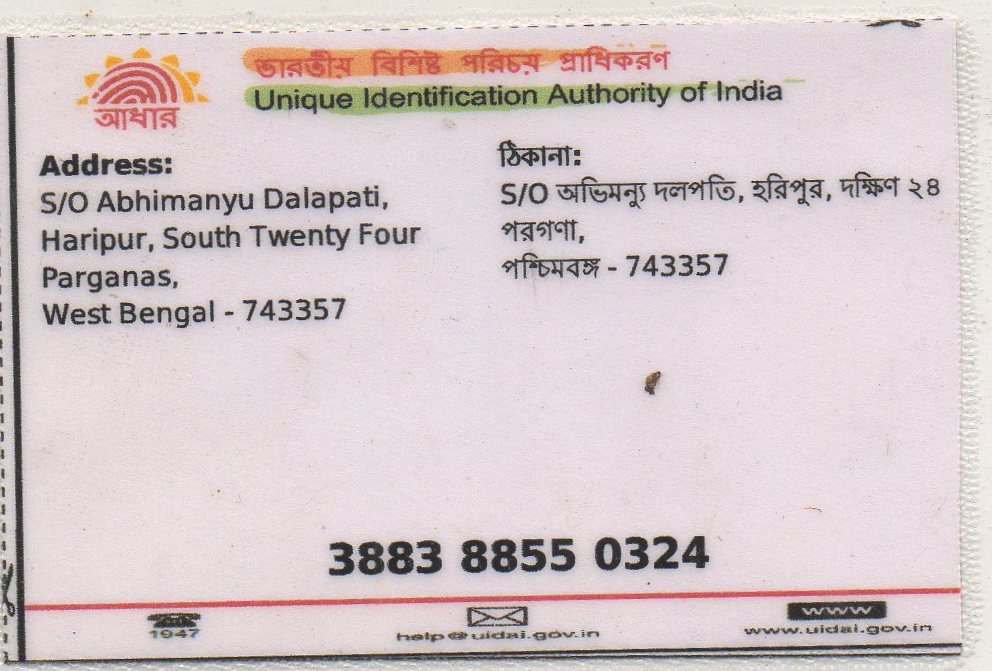 ভারতীয় বিশিষ্ট পরিচয় প্রাধিকরণ
Unique Identification Authority of India
আধার
Address:
S/O Abhimanyu Dalapati,
Haripur, South Twenty Four
Parganas,
West Bengal - 743357
ঠিকানা:
S/O অভিমন্যু দলপতি, হরিপুর, দক্ষিণ ২৪
পরগণা,
পশ্চিমবঙ্গ - 743357
3883 8855 0324
1947
help@uidai.gov.in
www
www.uidai.gov.in